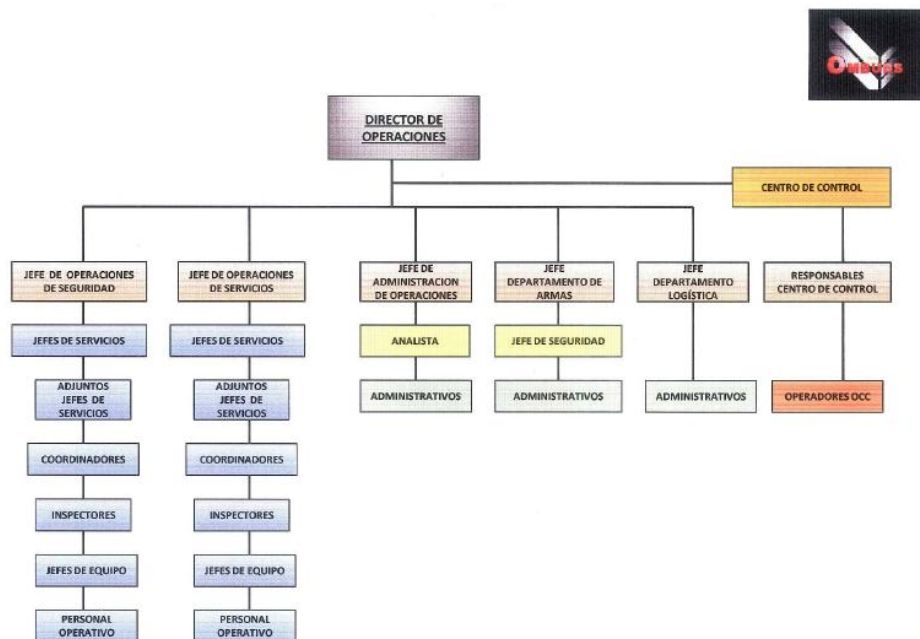 OMBUDS
DIRECTOR DE
OPERACIONES
CENTRO DE CONTROL
JEFE DE OPERACIONES
DE SEGURIDAD
JEFE DE OPERACIONES
DE SERVICIOS
JEFE DE
ADMINISTRACION
DE OPERACIONES
JEFE
DEPARTAMENTO DE
ARMAS
JEFE
DEPARTAMENTO
LOGÍSTICA
RESPONSABLES
CENTRO DE CONTROL
JEFES DE SERVICIOS
JEFES DE SERVICIOS
ANALISTA
JEFE DE SEGURIDAD
ADJUNTOS
JEFES DE
SERVICIOS
ADJUNTOS
JEFES DE
SERVICIOS
ADMINISTRATIVOS
ADMINISTRATIVOS
ADMINISTRATIVOS
OPERADORES OCC
COORDINADORES
COORDINADORES
INSPECTORES
INSPECTORES
JEFES DE EQUIPO
JEFES DE EQUIPO
PERSONAL
OPERATIVO
PERSONAL
OPERATIVO